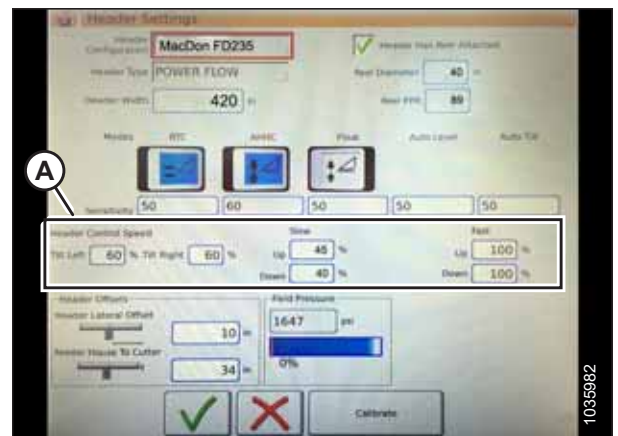 Header Settings
Header Configuration MacDon FD235
Header Has Reel Attached
Header Type POWER FLOW
Reel Diameter 40 in
Header Width 420 in
Reel PPR 89
Modes RTC AHHC Float Auto Level Auto Tilt
Sensitivity 50 60 50 50 50
A
Header Control Speed Slow Fast
Tilt Left 60 % Tilt Right 60 % Up 45 % Up 100 %
Down 40 % Down 100 %
Header Offsets Field Pressure
Header Lateral Offset
10 in 1647 psi
Feeder House To Cutter
34 in 0%
Calibrate
1035982